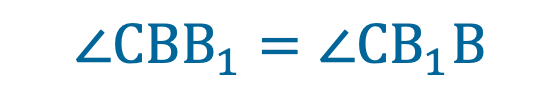 ∠CBB₁ = ∠CB₁B